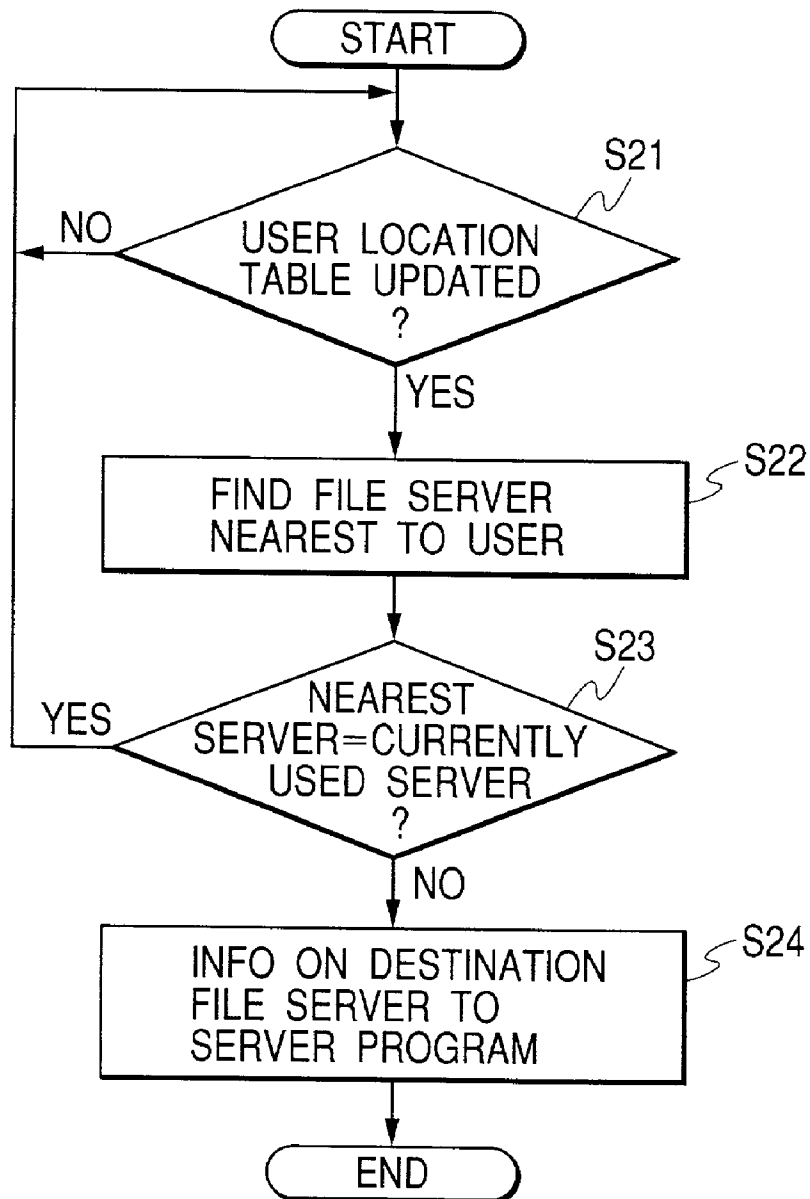 START
S21
NO
USER LOCATION
TABLE UPDATED
?
YES
S22
FIND FILE SERVER
NEAREST TO USER
S23
YES
NEAREST
SERVER=CURRENTLY
USED SERVER
?
NO
S24
INFO ON DESTINATION
FILE SERVER TO
SERVER PROGRAM
END